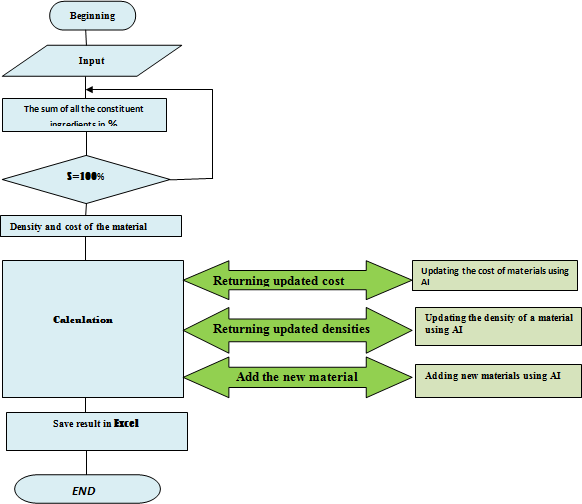 Beginning
Input
The sum of all the constituent
ingredients in %
S=100%
Density and cost of the material
Calculation
Returning updated cost
Updating the cost of materials using
AI
Returning updated densities
Updating the density of a material
using AI
Add the new material
Adding new materials using AI
Save result in Excel
END